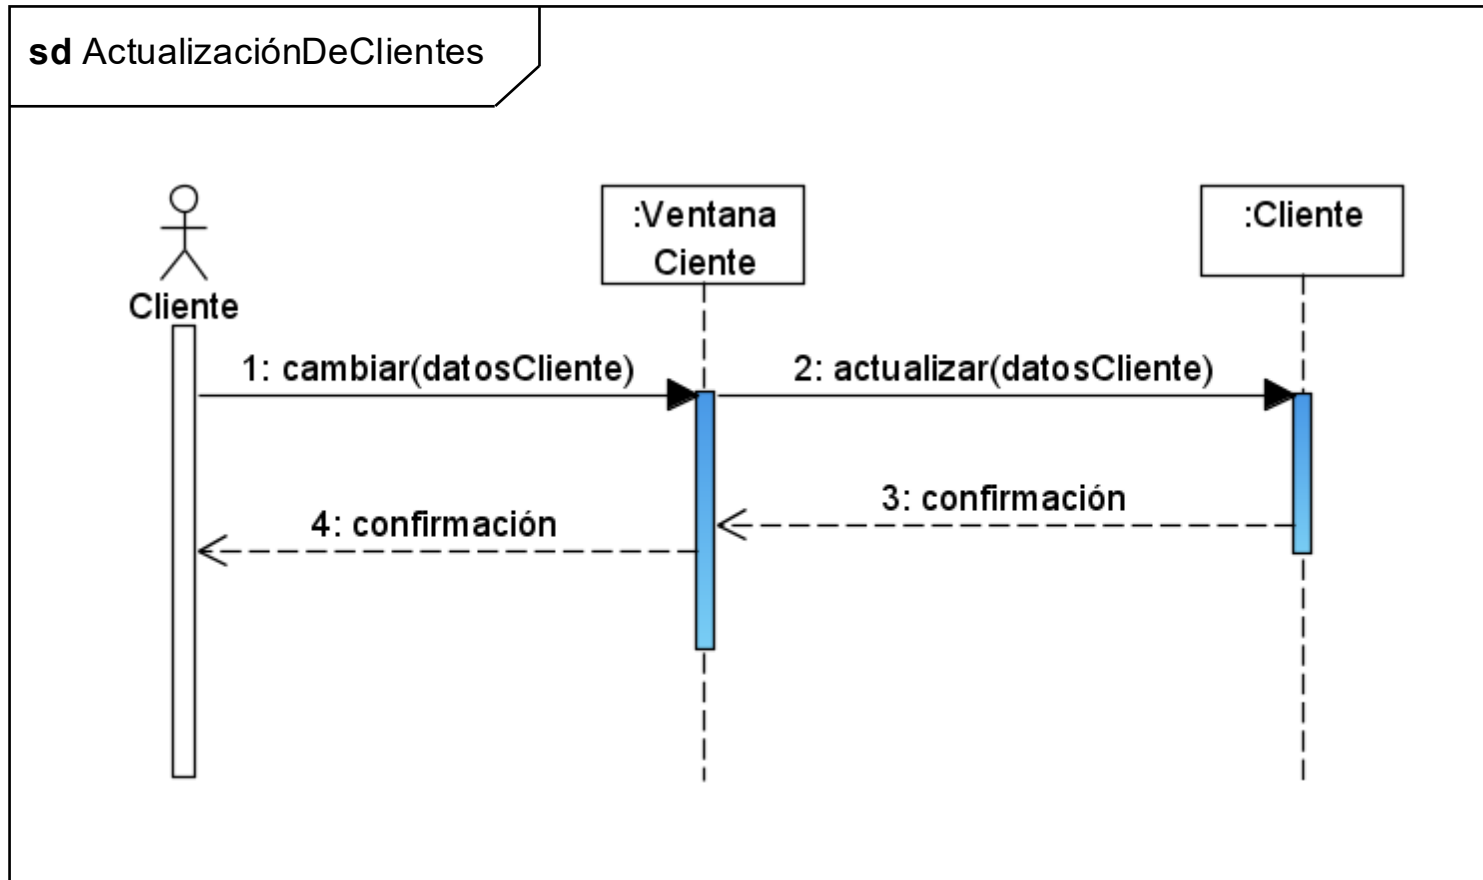 sd ActualizaciónDeClientes
:Ventana
Ciente
:Cliente
Cliente
1: cambiar(datosCliente)
2: actualizar(datosCliente)
3: confirmación
4: confirmación